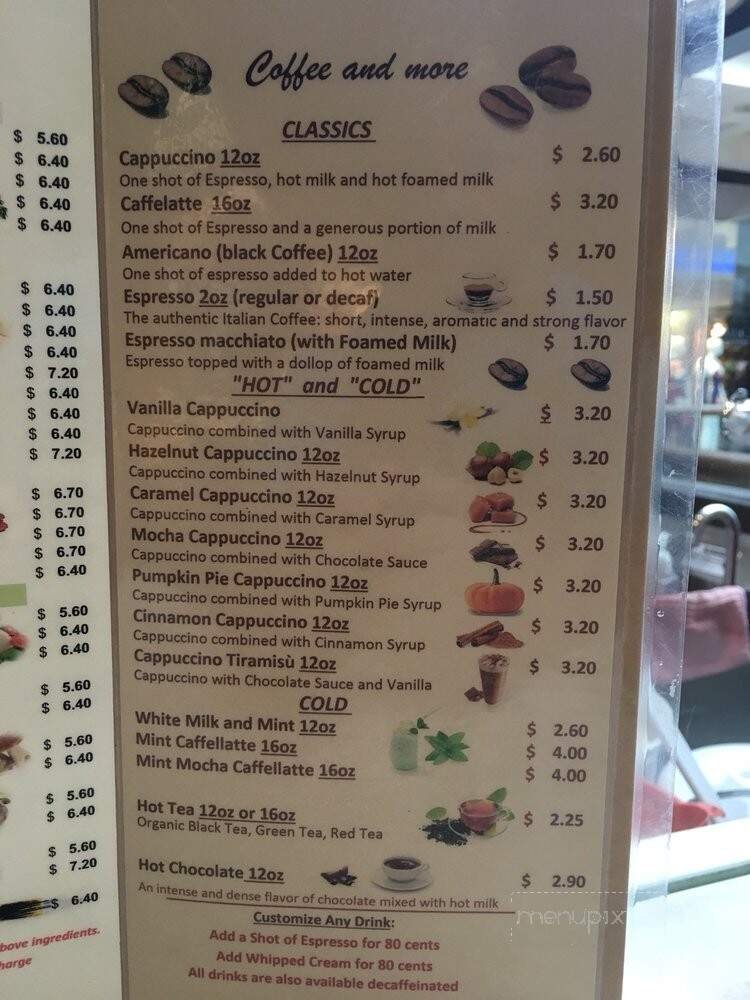 Coffee and more
CLASSICS
Cappuccino 12oz $ 2.60
One shot of Espresso, hot milk and hot foamed milk
Caffelatte 16oz $ 3.20
One shot of Espresso and a generous portion of milk
Americano (black Coffee) 12oz $ 1.70
One shot of espresso added to hot water
Espresso 2oz (regular or decaf) $ 1.50
The authentic Italian Coffee: short, intense, aromatic and strong flavor
Espresso macchiato (with Foamed Milk) $ 1.70
Espresso topped with a dollop of foamed milk
"HOT" and "COLD"
Vanilla Cappuccino $ 3.20
Cappuccino combined with Vanilla Syrup
Hazelnut Cappuccino 12oz $ 3.20
Cappuccino combined with Hazelnut Syrup
Caramel Cappuccino 12oz $ 3.20
Cappuccino combined with Caramel Syrup
Mocha Cappuccino 12oz $ 3.20
Cappuccino combined with Chocolate Sauce
Pumpkin Pie Cappuccino 12oz $ 3.20
Cappuccino combined with Pumpkin Pie Syrup
Cinnamon Cappuccino 12oz $ 3.20
Cappuccino combined with Cinnamon Syrup
Cappuccino Tiramisù 12oz $ 3.20
Cappuccino with Chocolate Sauce and Vanilla
COLD
White Milk and Mint 12oz $ 2.60
Mint Caffellatte 16oz $ 4.00
Mint Mocha Caffellatte 16oz $ 4.00
Hot Tea 12oz or 16oz $ 2.25
Organic Black Tea, Green Tea, Red Tea
Hot Chocolate 12oz $ 2.90
An intense and dense flavor of chocolate mixed with hot milk
Customize Any Drink:
Add a Shot of Espresso for 80 cents
Add Whipped Cream for 80 cents
All drinks are also available decaffeinated
$ 5.60
$ 6.40
$ 6.40
$ 6.40
$ 6.40
$ 6.40
$ 6.40
$ 6.40
$ 6.40
$ 7.20
$ 6.40
$ 6.40
$ 6.40
$ 7.20
$ 6.70
$ 6.70
$ 6.70
$ 6.70
$ 6.40
$ 5.60
$ 6.40
$ 6.40
$ 5.60
$ 6.40
$ 5.60
$ 6.40
$ 5.60
$ 6.40
$ 5.60
$ 7.20
$ 6.40
bove ingredients.
harge
menupix